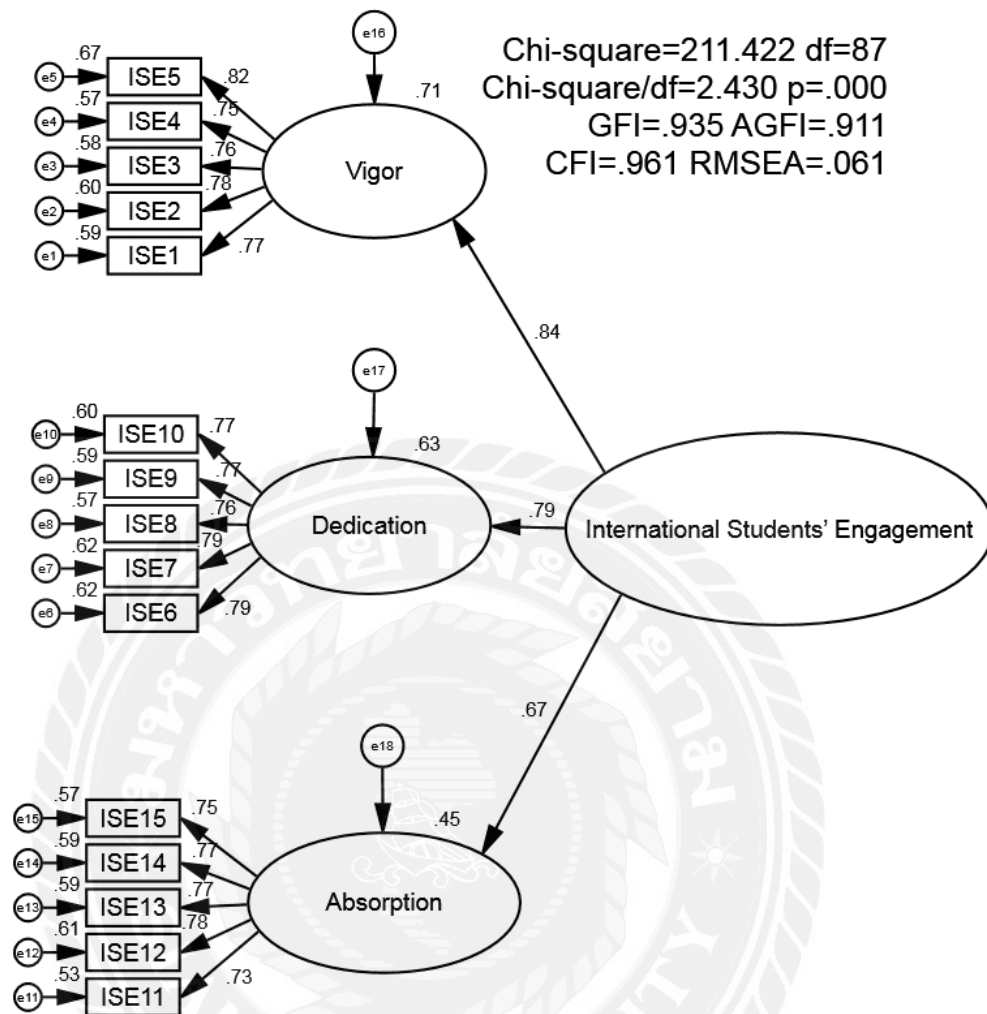 Chi-square=211.422 df=87
Chi-square/df=2.430 p=.000
GFI=.935 AGFI=.911
CFI=.961 RMSEA=.061
e16
.71
Vigor
.67
e5
ISE5
.82
.57
e4
ISE4
.75
.58
e3
ISE3
.76
.60
e2
ISE2
.78
.59
e1
ISE1
.77
.84
e17
.63
Dedication
.79
International Students' Engagement
.60
e10
ISE10
.77
.59
e9
ISE9
.77
.57
e8
ISE8
.76
.62
e7
ISE7
.79
.62
e6
ISE6
.79
.67
e18
.45
Absorption
.57
e15
ISE15
.75
.59
e14
ISE14
.77
.59
e13
ISE13
.77
.61
e12
ISE12
.78
.53
e11
ISE11
.73